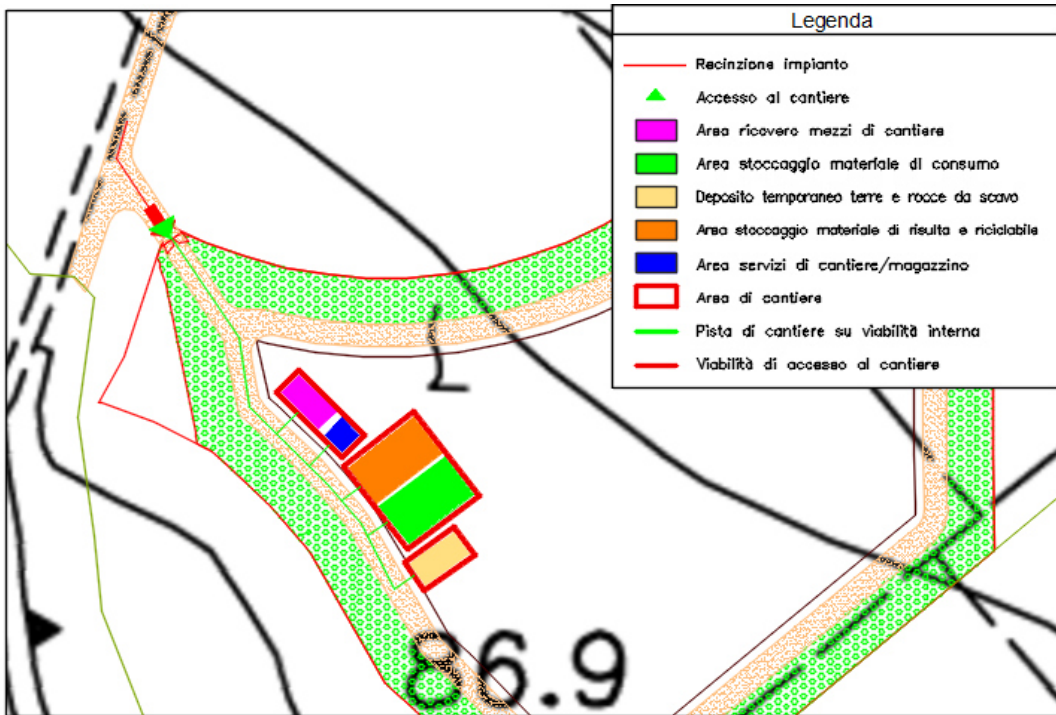 Legenda
Recinzione impianto
Accesso al cantiere
Area ricovero mezzi di cantiere
Area stoccaggio materiale di consumo
Deposito temporaneo terre e rocce da scavo
Area stoccaggio materiale di risulta e riciclabile
Area servizi di cantiere/magazzino
Area di cantiere
Pista di cantiere su viabilità interna
Viabilità di accesso al cantiere
86.9